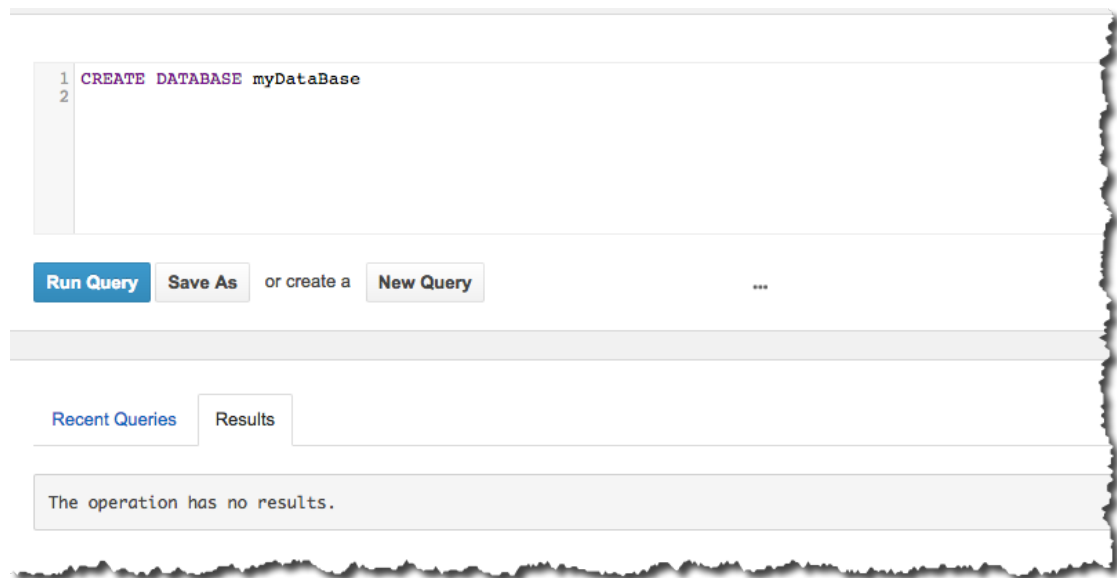 1 CREATE DATABASE myDataBase
2
Run Query Save As or create a New Query ...
Recent Queries Results
The operation has no results.